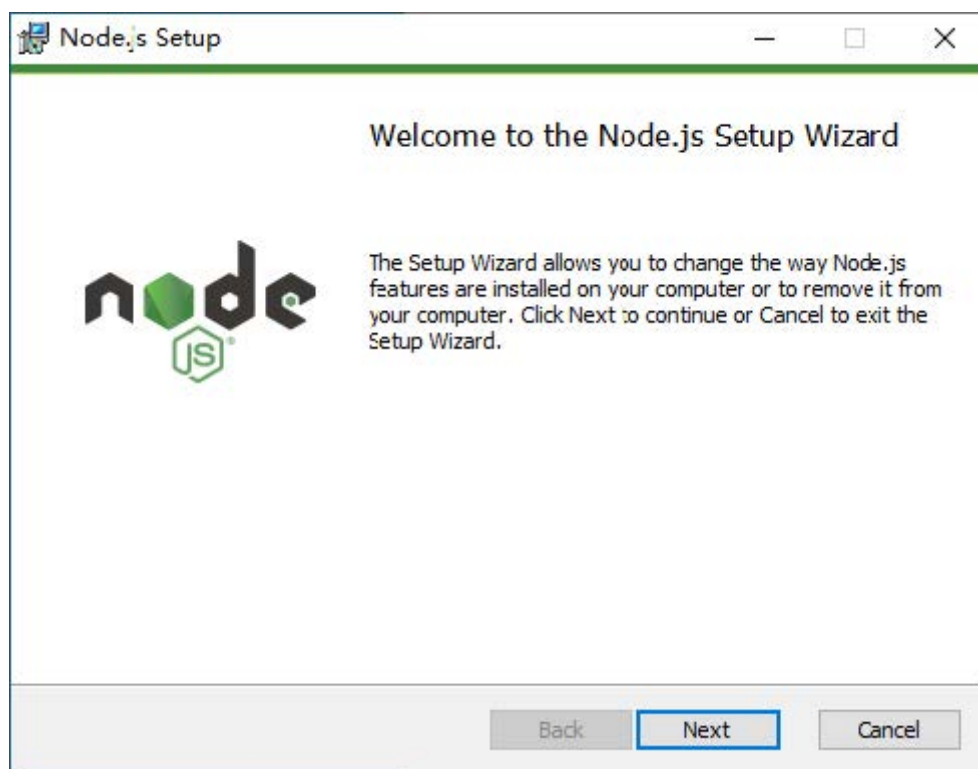 Node.js Setup
Welcome to the Node.js Setup Wizard
The Setup Wizard allows you to change the way Node.js
features are installed on your computer or to remove it from
your computer. Click Next to continue or Cancel to exit the
Setup Wizard.
node
JS
Back
Next
Cancel